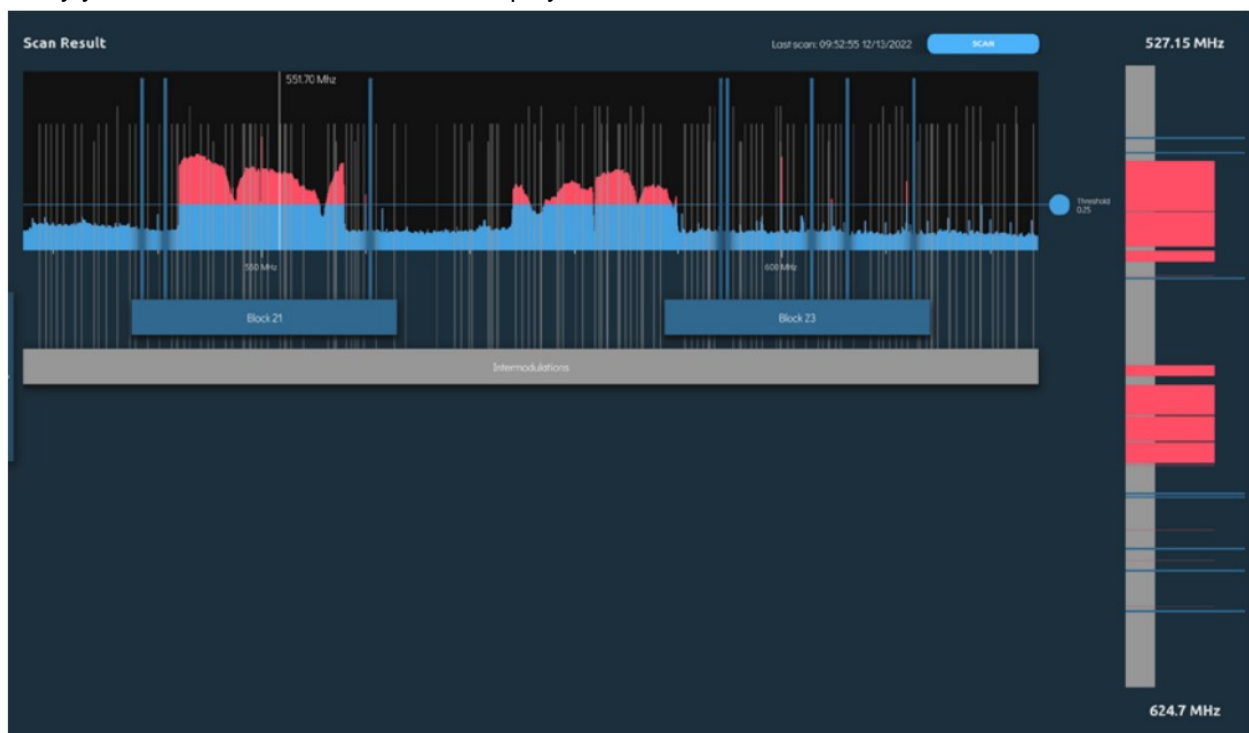 Scan Result
Last scan: 09:52:55 12/13/2022
SCAN
527.15 MHz
551.70 Mhz
Threshold
0.25
550 MHz
600 MHz
Block 21
Block 23
Intermodulations
624.7 MHz